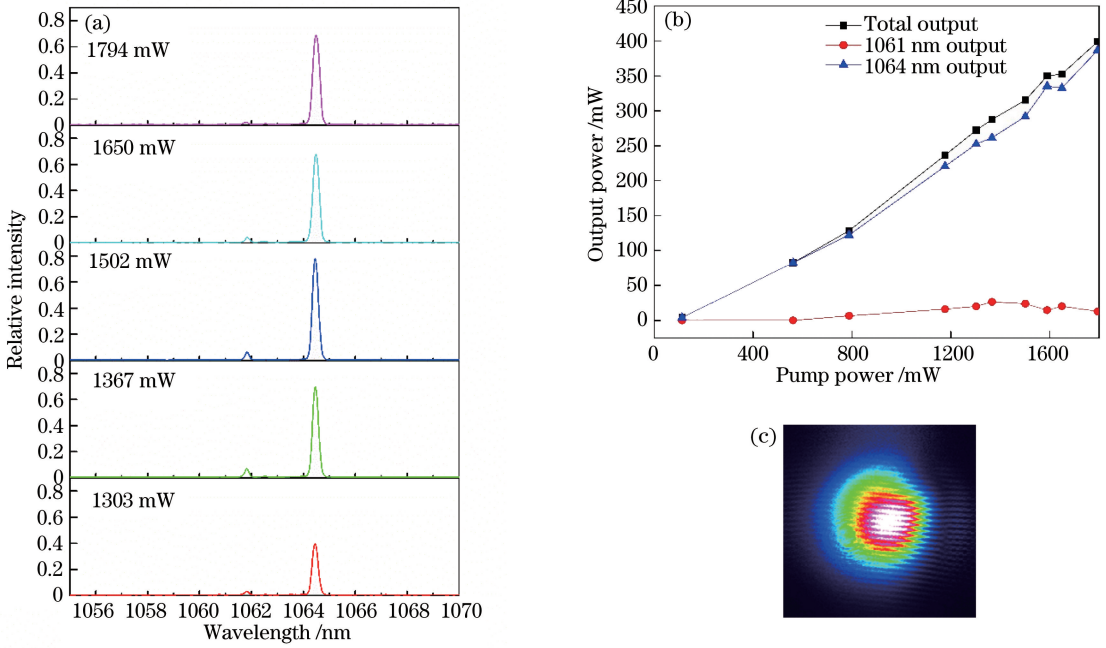 (a)
Relative intensity
0.8
0.6
0.4
0.2
0
1794 mW
0.8
0.6
0.4
0.2
0
1650 mW
0.8
0.6
0.4
0.2
0
1502 mW
0.8
0.6
0.4
0.2
0
1367 mW
0.8
0.6
0.4
0.2
0
1303 mW
1056 1058 1060 1062 1064 1066 1068 1070
Wavelength /nm
(b)
Output power /mW
450
400
350
300
250
200
150
100
50
0
Total output
1061 nm output
1064 nm output
0 400 800 1200 1600
Pump power /mW
(c)